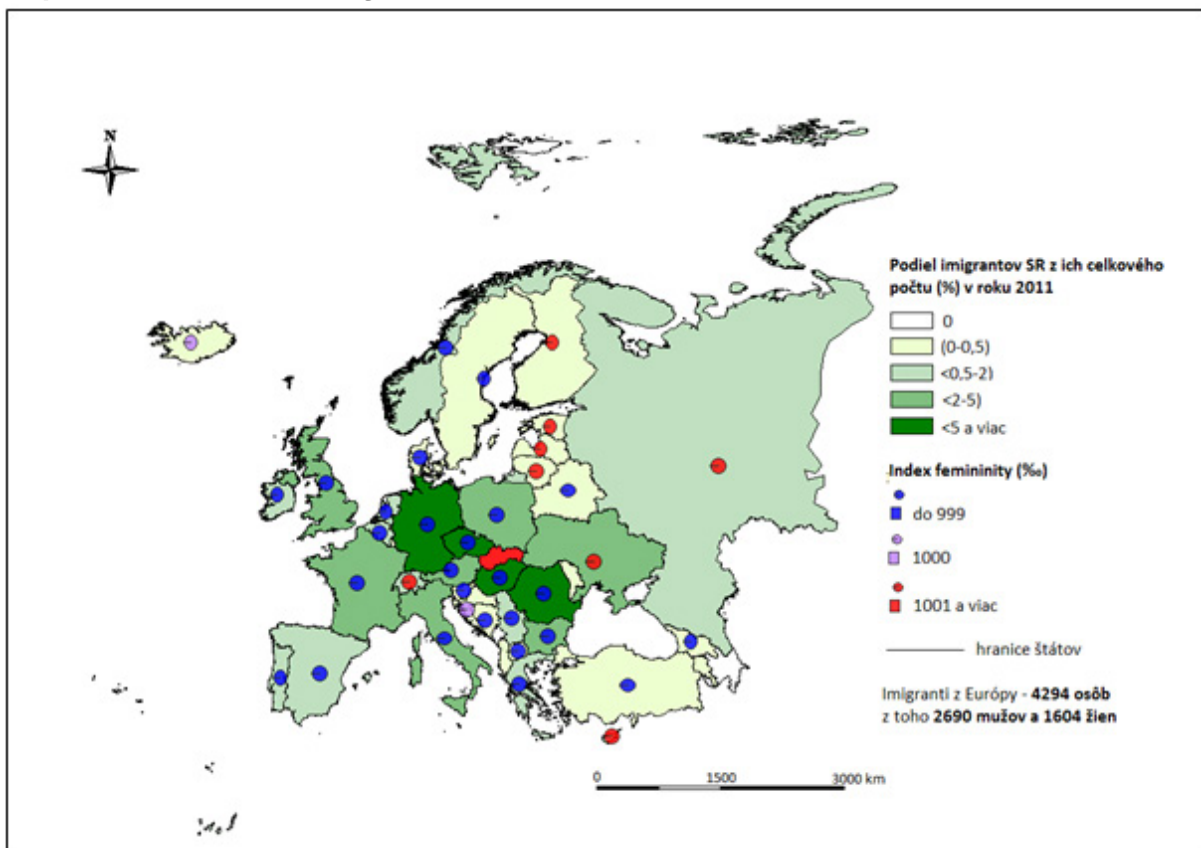 N
Podiel imigrantov SR z ich celkového
počtu (%) v roku 2011
0
(0-0,5)
<0,5-2)
<2-5)
<5 a viac
Index femininity (‰)
do 999
1000
1001 a viac
hranice štátov
Imigranti z Európy - 4294 osôb
z toho 2690 mužov a 1604 žien
0 1500 3000 km